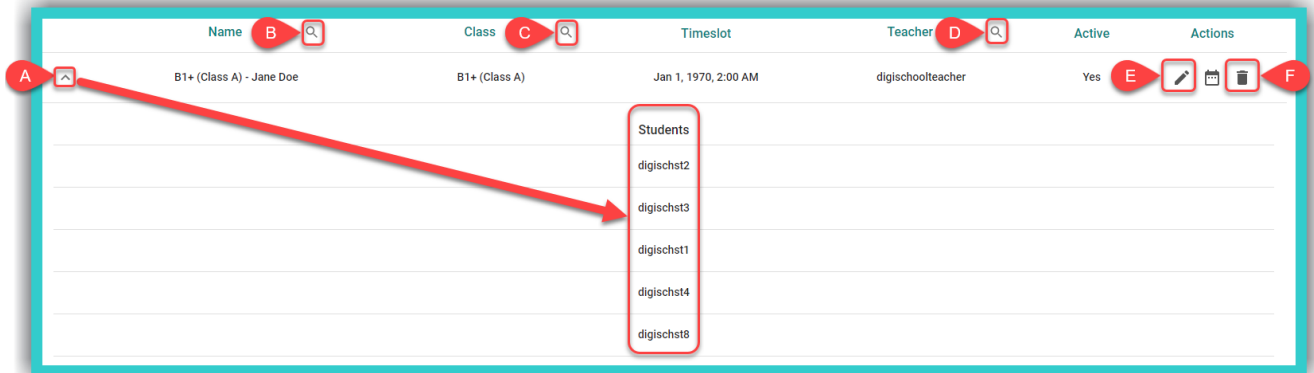 Name B Class C Timeslot Teacher D Active Actions
A B1+ (Class A) - Jane Doe B1+ (Class A) Jan 1, 1970, 2:00 AM digischoolteacher Yes E F
Students
digischst2
digischst3
digischst1
digischst4
digischst8